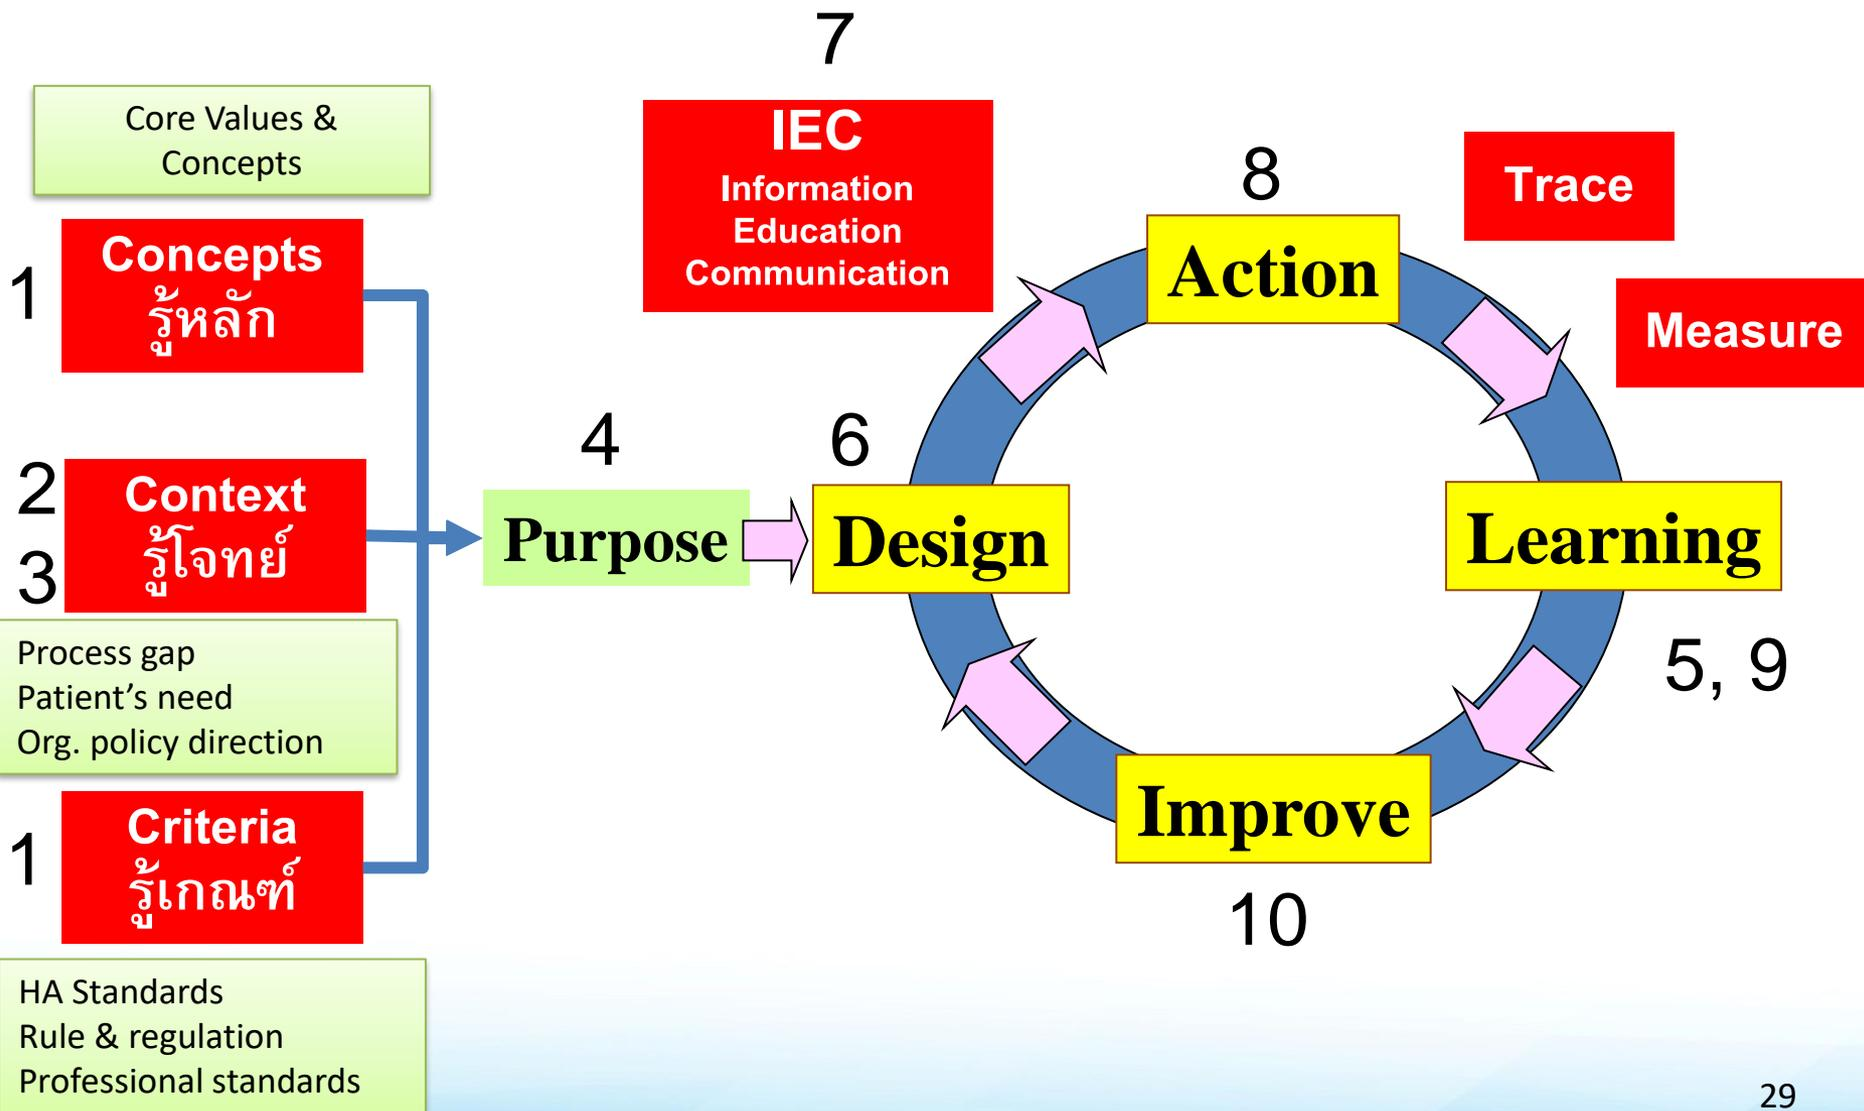 7
Core Values &
Concepts
IEC
Information
Education
Communication
8
Trace
1
Concepts
รู้หลัก
Action
Measure
4
6
2
3
Context
รู้โจทย์
Purpose
Design
Learning
Process gap
Patient’s need
Org. policy direction
5, 9
1
Criteria
รู้เกณฑ์
Improve
10
HA Standards
Rule & regulation
Professional standards
29